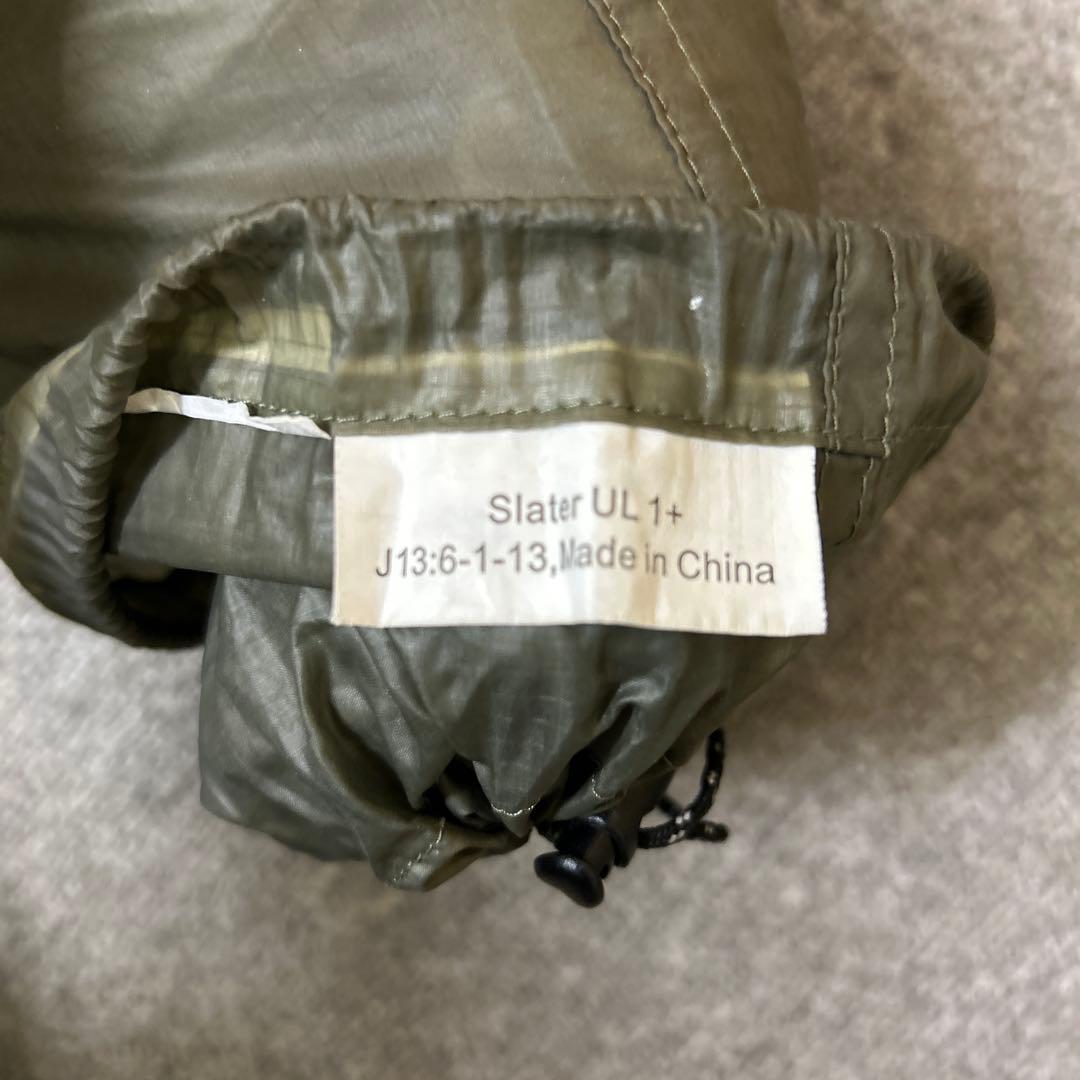 Slater UL 1+
J13:6-1-13,Made in China